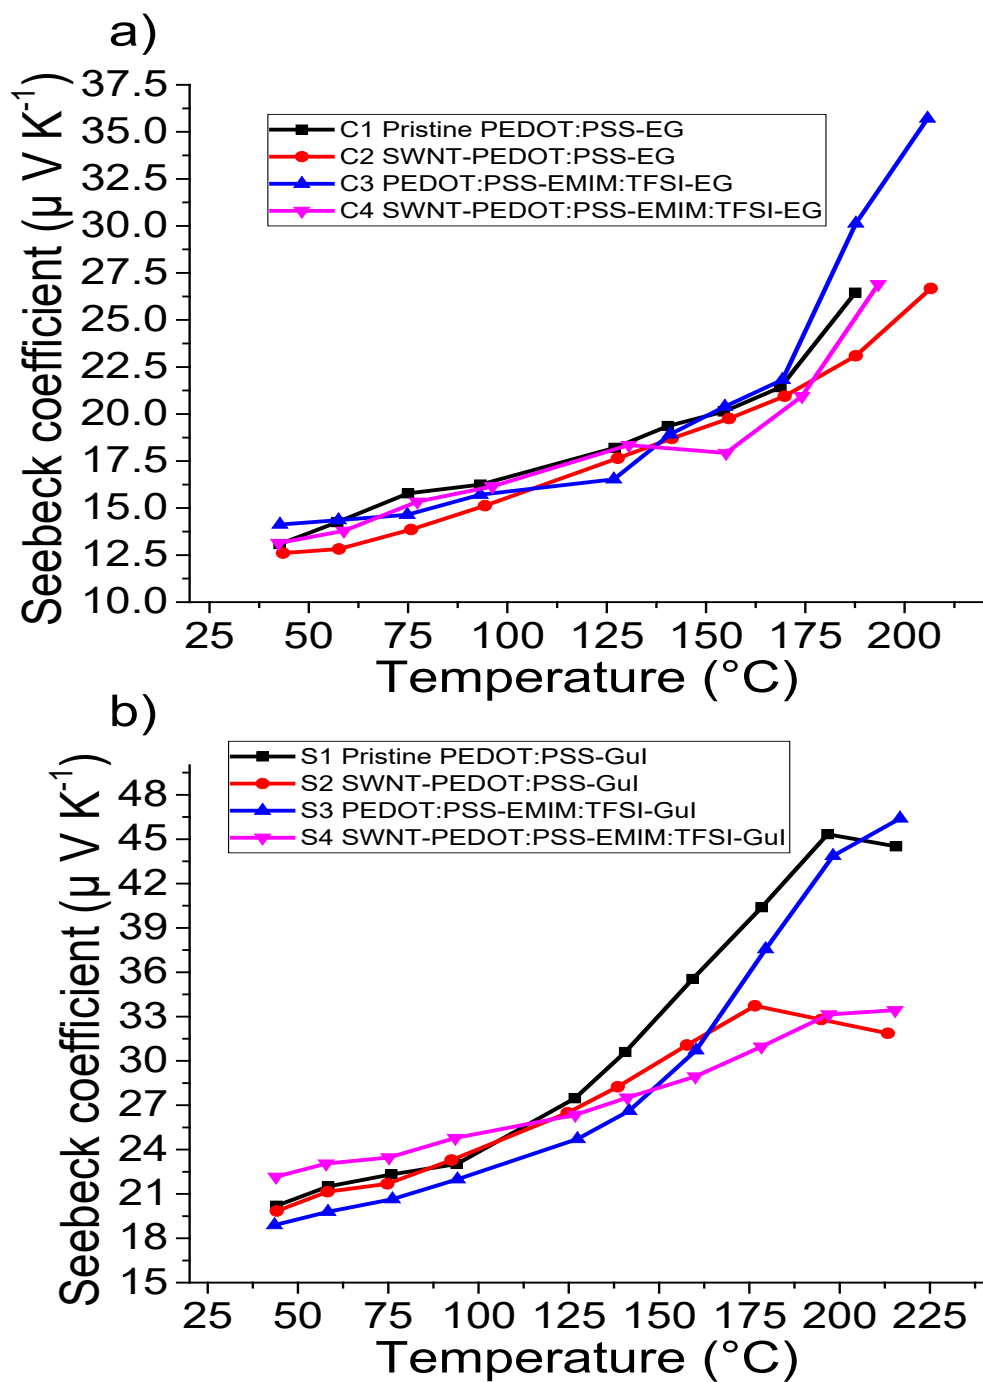 a)
Seebeck coefficient (µ V K⁻¹)
37.5
35.0
32.5
30.0
27.5
25.0
22.5
20.0
17.5
15.0
12.5
10.0
C1 Pristine PEDOT:PSS-EG
C2 SWNT-PEDOT:PSS-EG
C3 PEDOT:PSS-EMIM:TFSI-EG
C4 SWNT-PEDOT:PSS-EMIM:TFSI-EG
25 50 75 100 125 150 175 200
Temperature (°C)
b)
Seebeck coefficient (µ V K⁻¹)
48
45
42
39
36
33
30
27
24
21
18
15
S1 Pristine PEDOT:PSS-GuI
S2 SWNT-PEDOT:PSS-GuI
S3 PEDOT:PSS-EMIM:TFSI-GuI
S4 SWNT-PEDOT:PSS-EMIM:TFSI-GuI
25 50 75 100 125 150 175 200 225
Temperature (°C)